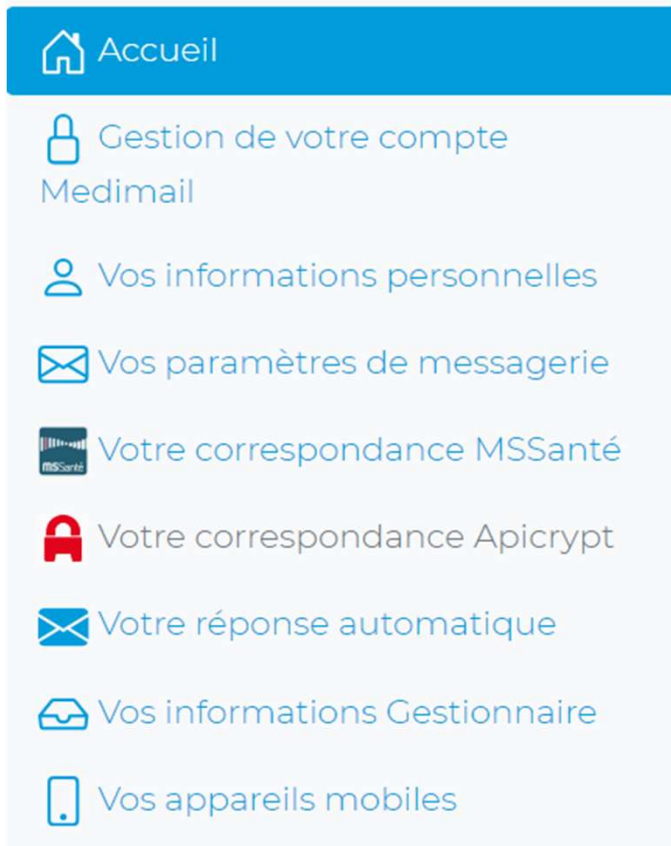 Accueil
Gestion de votre compte
Medimail
Vos informations personnelles
Vos paramètres de messagerie
MSSanté
Votre correspondance MSSanté
Votre correspondance Apicrypt
Votre réponse automatique
Vos informations Gestionnaire
Vos appareils mobiles